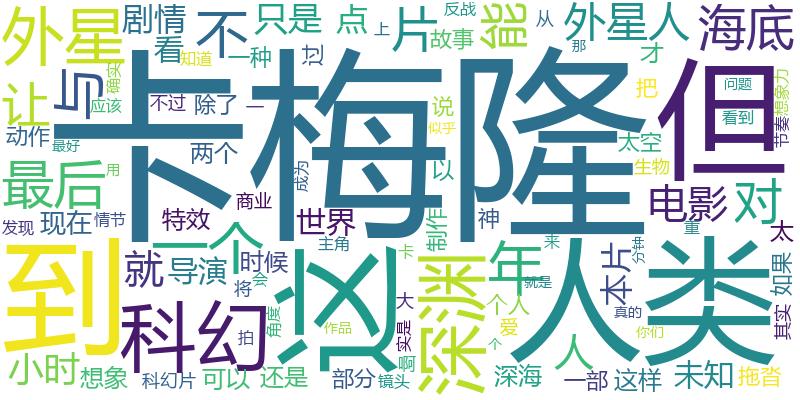 外星
剧情
看
不
只是
一种
点
过
片
上
故事
反战
能
从
外星人
那
才
海底
知道
让
与
确实
应该
卡梅隆
不过
除了
一
说
似乎
把
但
问题
看到
节奏
想象力
动作
最好
用
两个
成为
以
太空
生物
最后
特效
商业
世界
神
电影
对
发现
现在
情节
一个
主角
制作
重
太
到
就
导演
时候
将
会
这
卡
深渊
年
来
就是
人类
分钟
本片
如果
其实
科幻
拍
角度
作品
大
实是
啊
个人
爱
个
真的
你们
人
小时
想象
科幻片
可以
还是
部分
镜头
深海
一部
这样
未知
拖沓